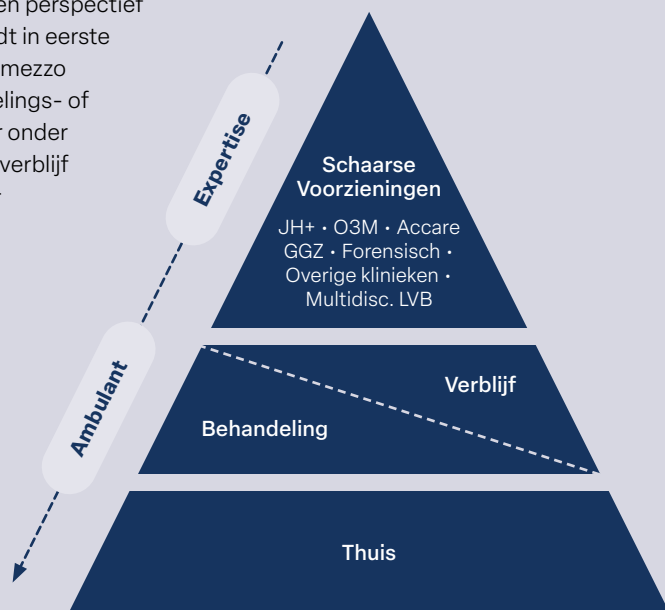 en perspectief
dt in eerste
mezzo
elings- of
r onder
verblijf
Expertise
Ambulant
Schaarse
Voorzieningen
JH+ · O3M · Accare
GGZ · Forensisch ·
Overige klinieken ·
Multidisc. LVB
Verblijf
Behandeling
Thuis